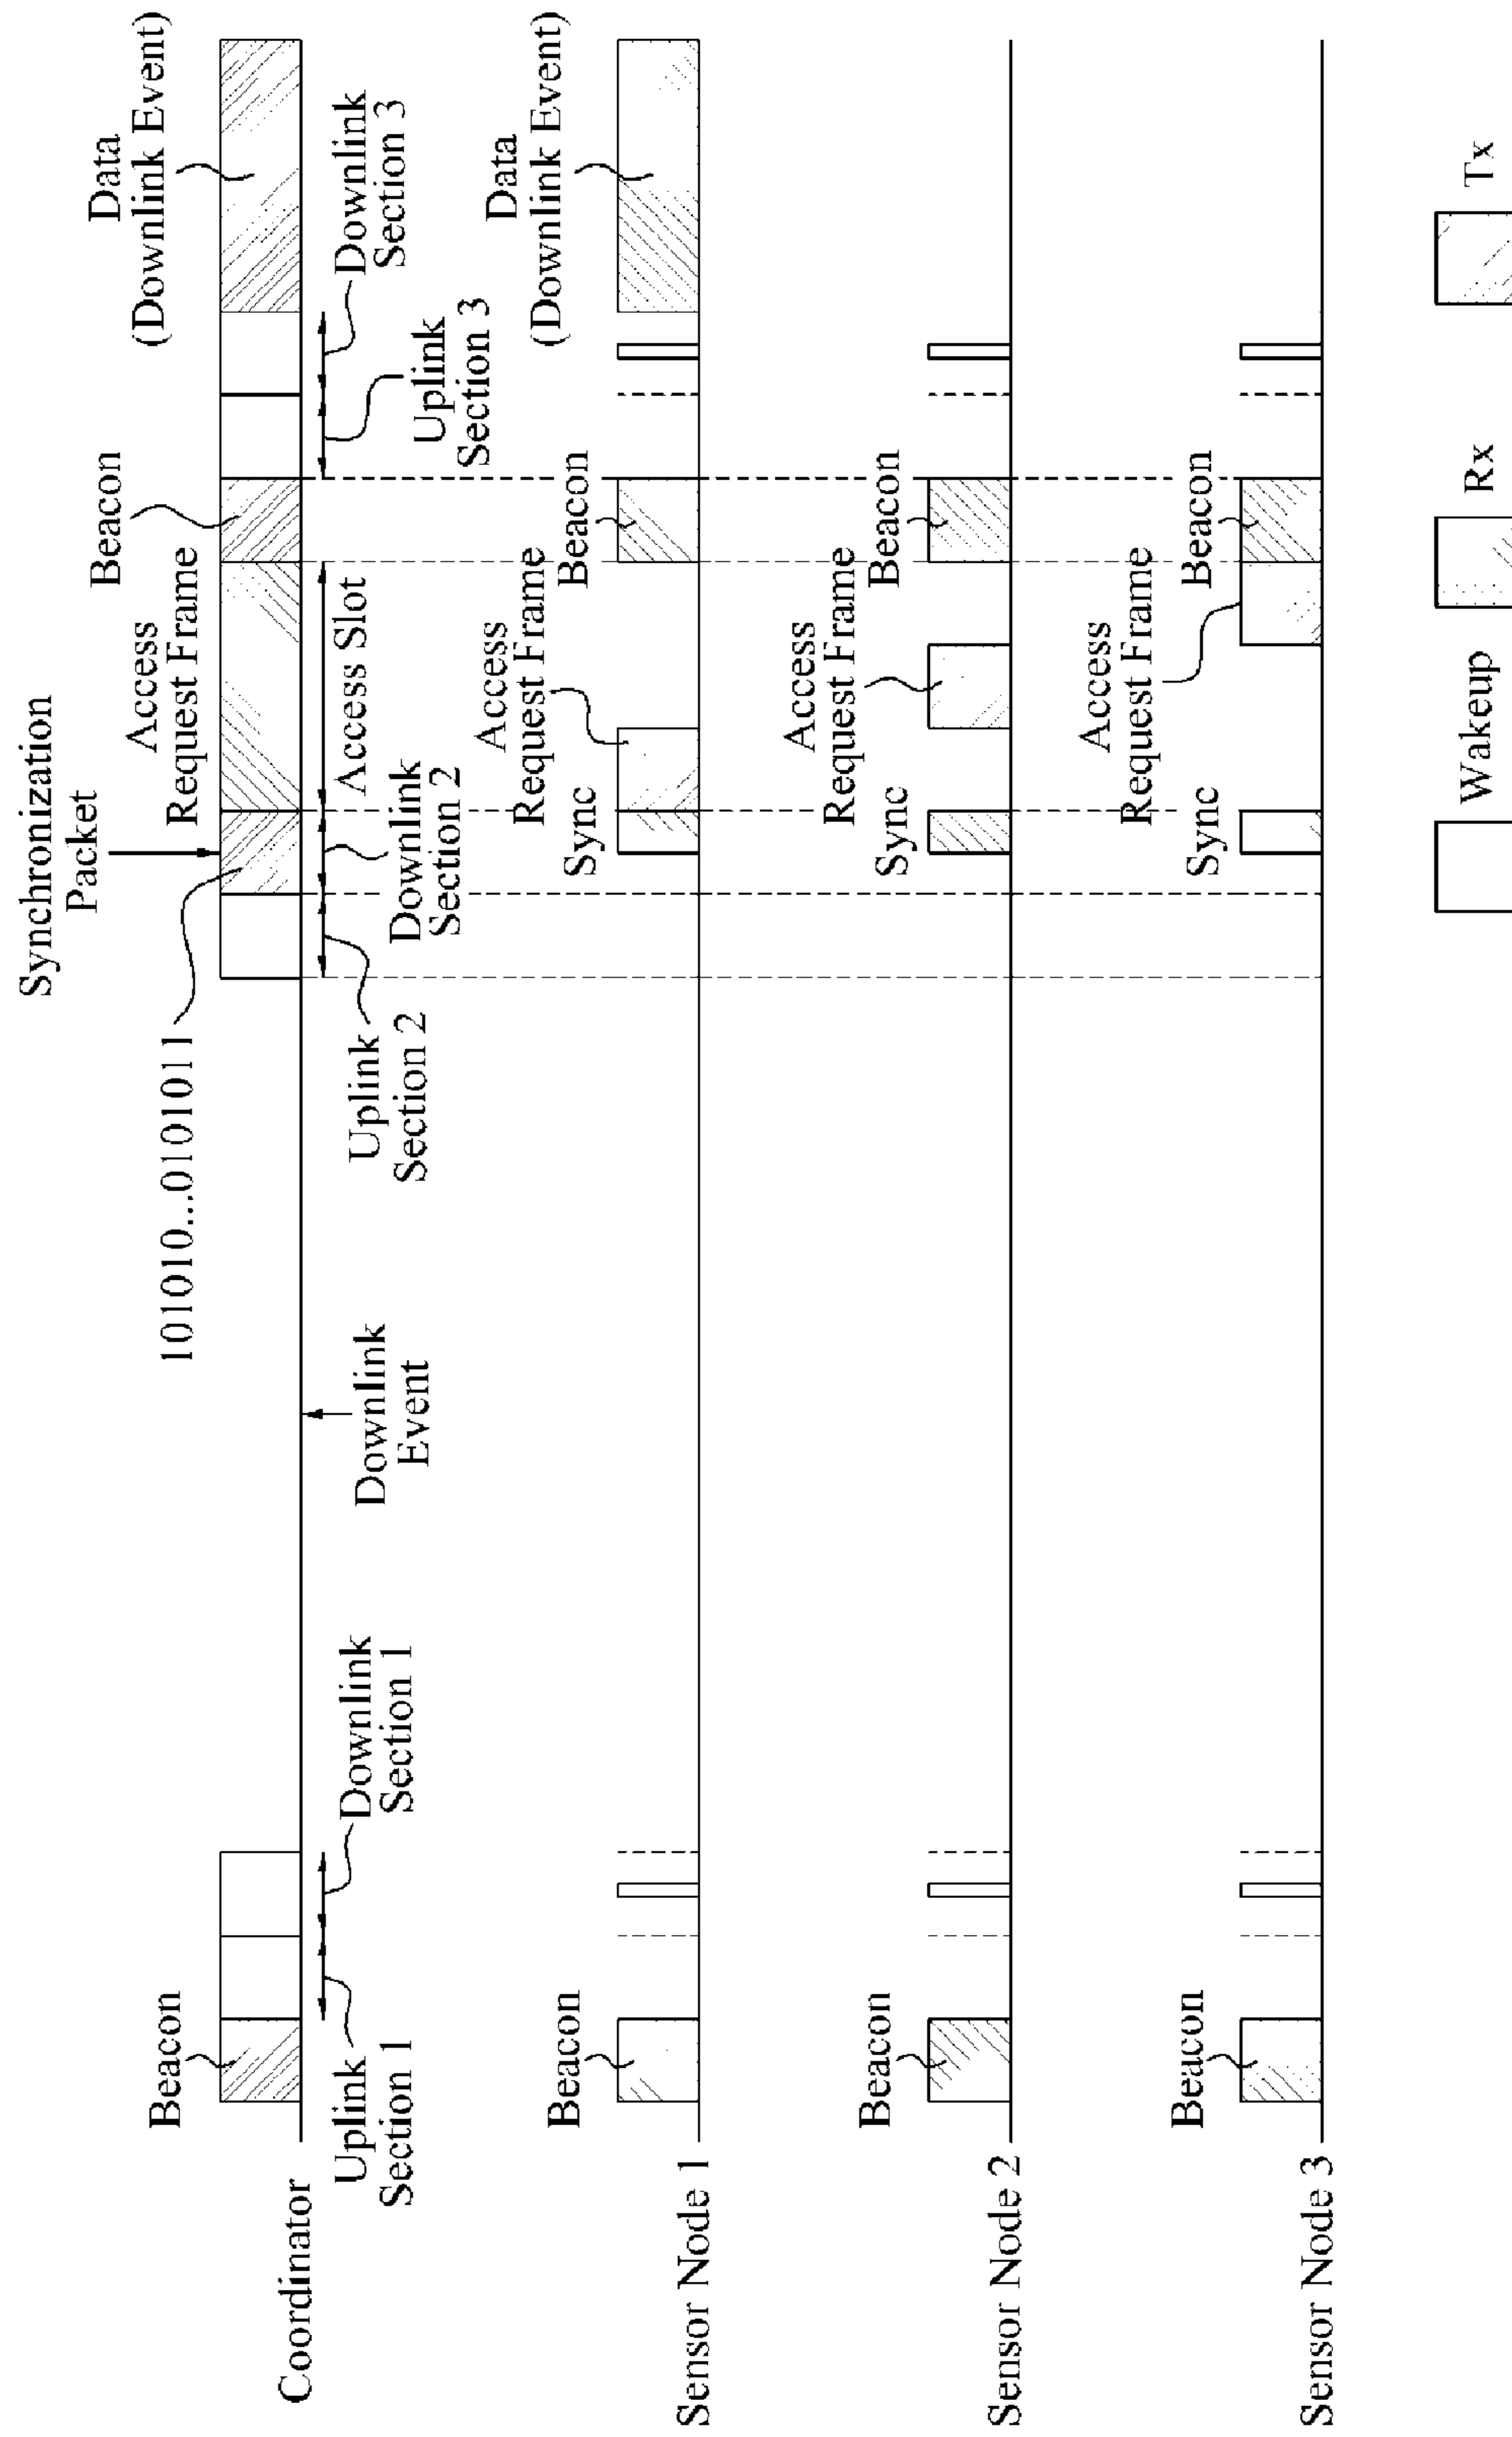 Synchronization
Packet
101010...0101011
Beacon
Access
Request Frame
Beacon
Data
(Downlink Event)
Coordinator
Uplink
Section 1
Downlink
Section 1
Downlink
Event
Uplink
Section 2
Downlink
Section 2
Access Slot
Uplink
Section 3
Downlink
Section 3
Sensor Node 1
Beacon
Sync
Access
Request Frame
Beacon
Data
(Downlink Event)
Sensor Node 2
Beacon
Sync
Access
Request Frame
Beacon
Sensor Node 3
Beacon
Sync
Access
Request Frame
Beacon
Wakeup
Rx
Tx